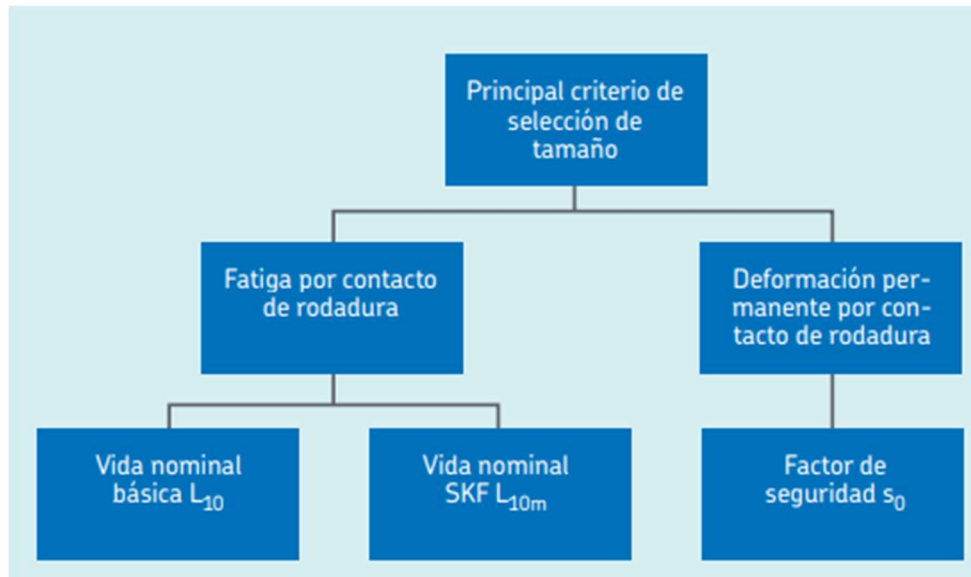 Principal criterio de
selección de
tamaño
Fatiga por contacto
de rodadura
Deformación per-
manente por con-
tacto de rodadura
Vida nominal
básica L10
Vida nominal
SKF L10m
Factor de
seguridad s0